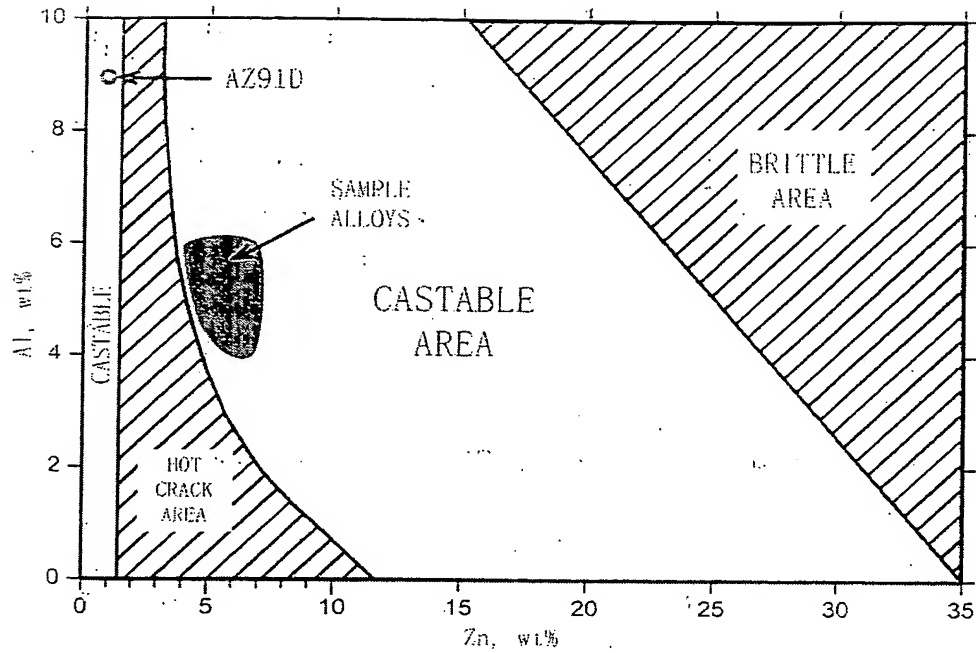 10
8
6
4
2
0
Al, wt%
CASTABLE
AZ91D
SAMPLE
ALLOYS
CASTABLE
AREA
BRITTLE
AREA
HOT
CRACK
AREA
0
5
10
15
20
25
30
35
Zn, wt%